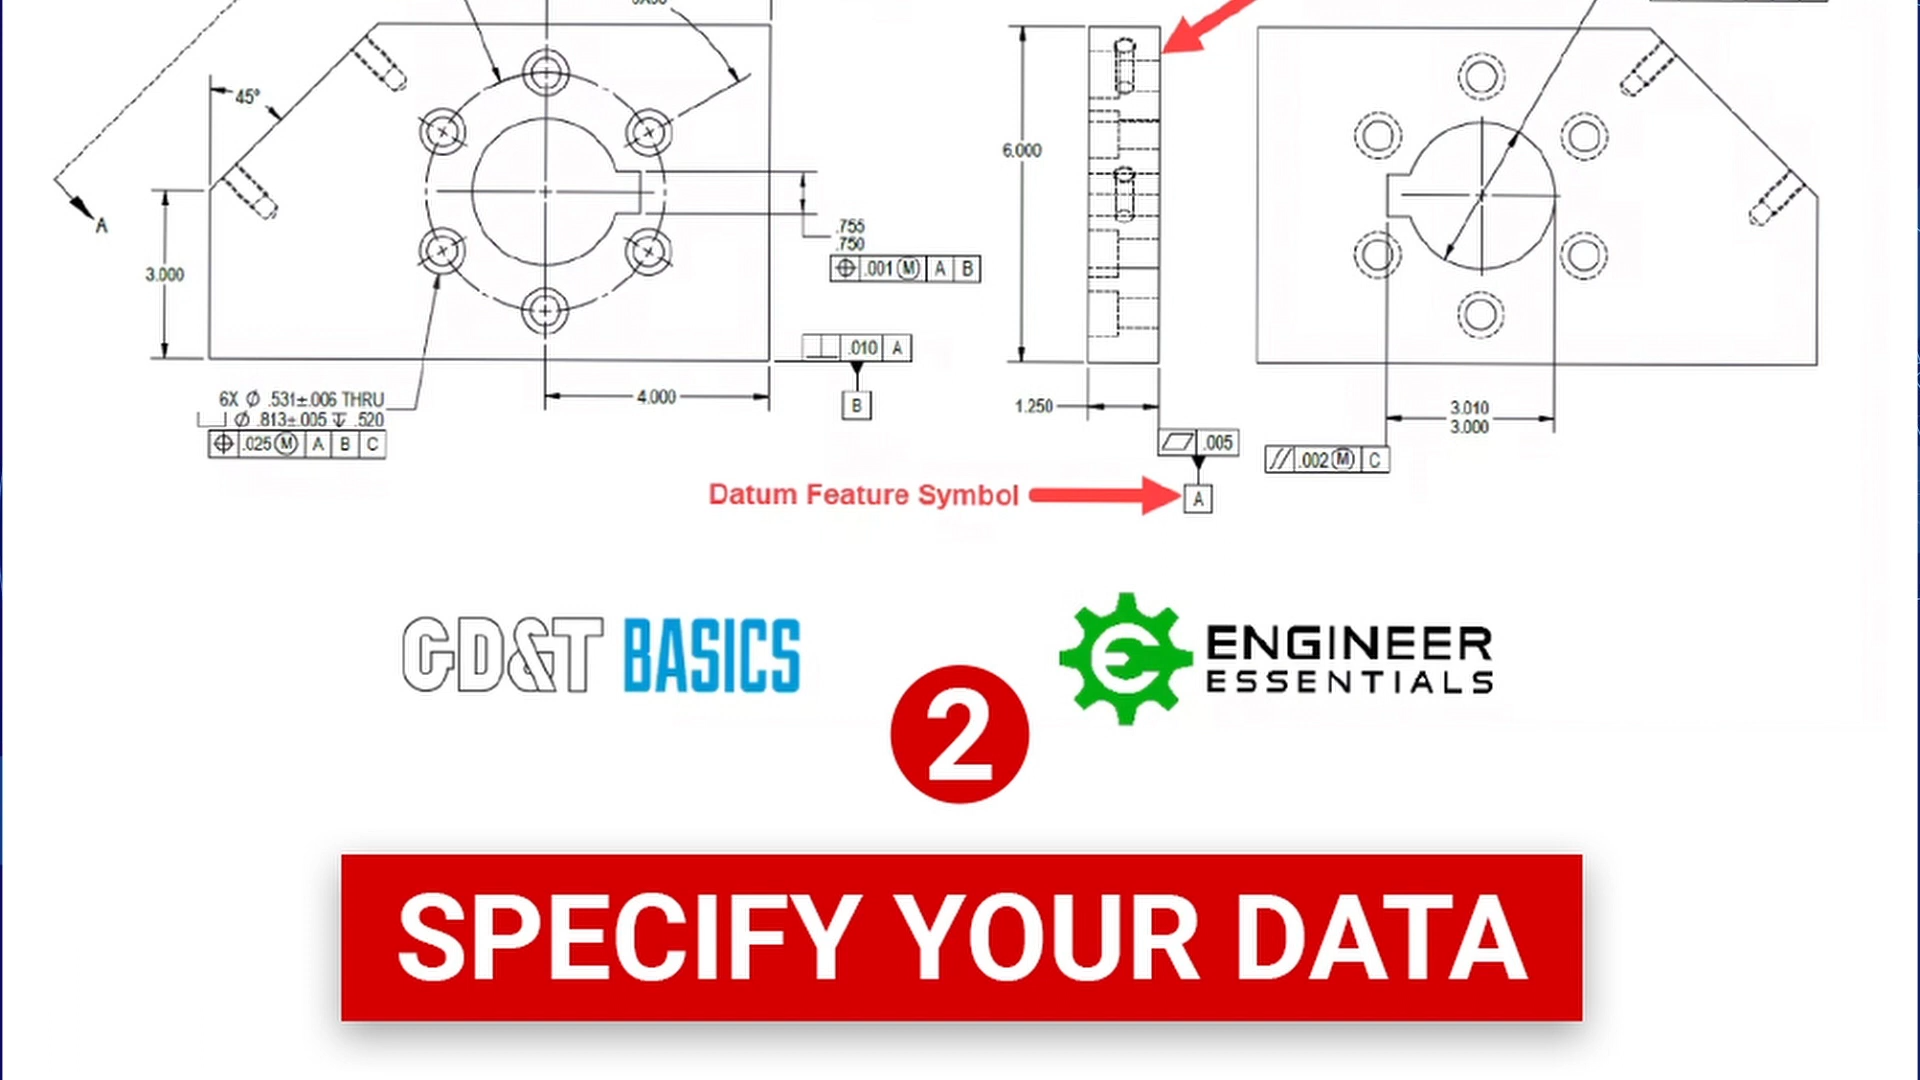 45°
A
3.000
.755
.750
⌖ .001 Ⓜ A B
⟂ .010 A
B
4.000
6X Ø .531±.006 THRU
⌴ Ø .813±.005 ↧ .520
⌖ .025 Ⓜ A B C
6.000
1.250
⏥ .005
A
3.010
3.000
// .002 Ⓜ C
Datum Feature Symbol
GD&T BASICS
ENGINEER
ESSENTIALS
2
SPECIFY YOUR DATA